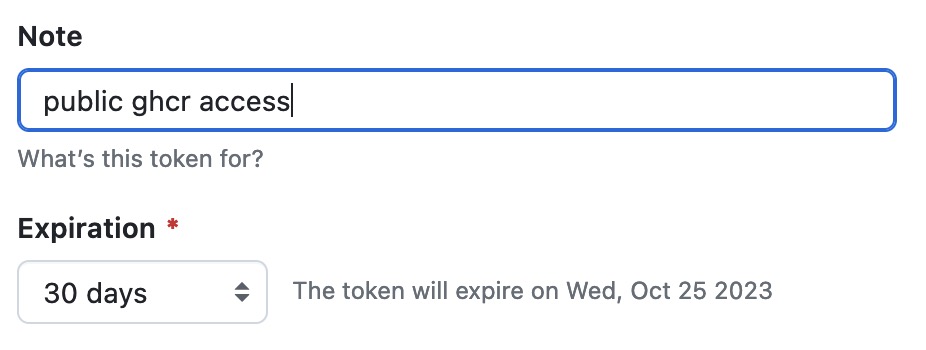 Note
public ghcr access
What's this token for?
Expiration *
30 days The token will expire on Wed, Oct 25 2023